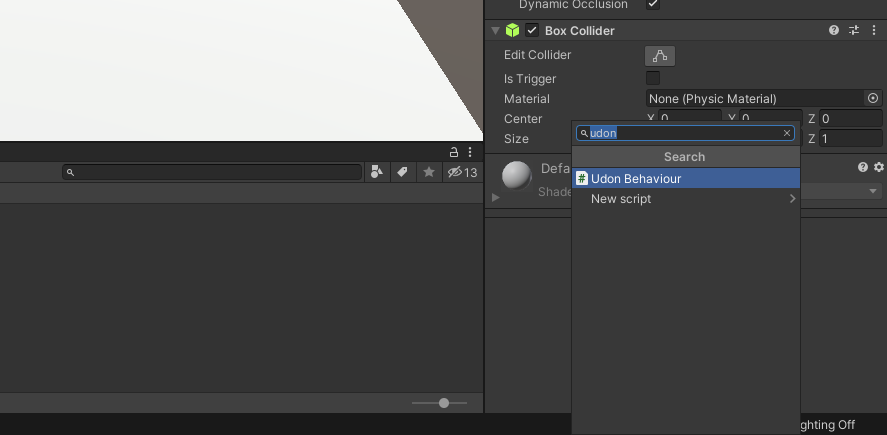 Dynamic Occlusion
Box Collider
Edit Collider
Is Trigger
Material None (Physic Material)
Center X 0 Y 0 Z 0
Size Z 1
udon
Search
Udon Behaviour
New script
Defa
Shade
13
ghting Off